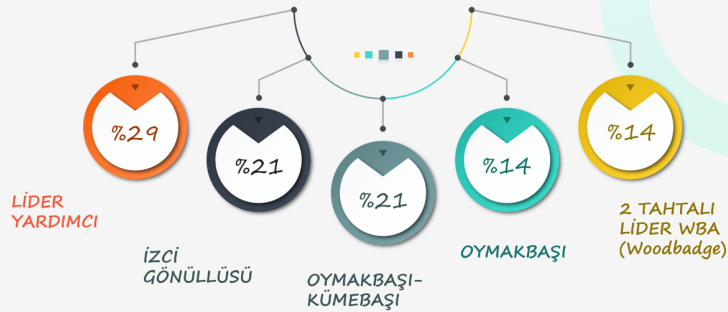 %29
%21
%21
%14
%14
LİDER
YARDIMCI
İZCİ
GÖNÜLLÜSÜ
OYMAKBAŞI-
KÜMEBAŞI
OYMAKBAŞI
2 TAHTALI
LİDER WBA
(Woodbadge)